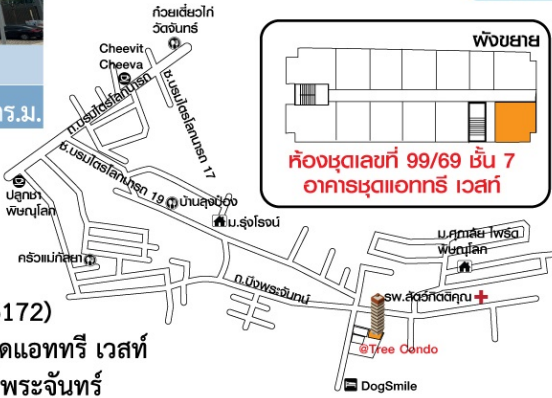 ก๋วยเตี๋ยวไก่
วัดจันทร์
Cheevit
Cheeva
ถ.บรมไตรโลกนารถ
ซ.บรมไตรโลกนารถ 17
ร.ม.
ผังขยาย
ห้องชุดเลขที่ 99/69 ชั้น 7
อาคารชุดแอททรี เวสท์
ซ.บรมไตรโลกนารถ 19
ปลูกชา
พิษณุโลก
บ้านลุงป๋อง
ม.รุ่งโรจน์
ครัวแม่กัลยา
ม.ศุภาลัย ไพร์ด
พิษณุโลก
ถ.บึงพระจันทน์
รพ.สัตว์กิตติคุณ
172)
ดแอททรี เวสท์
พระจันทร์
@Tree Condo
DogSmile